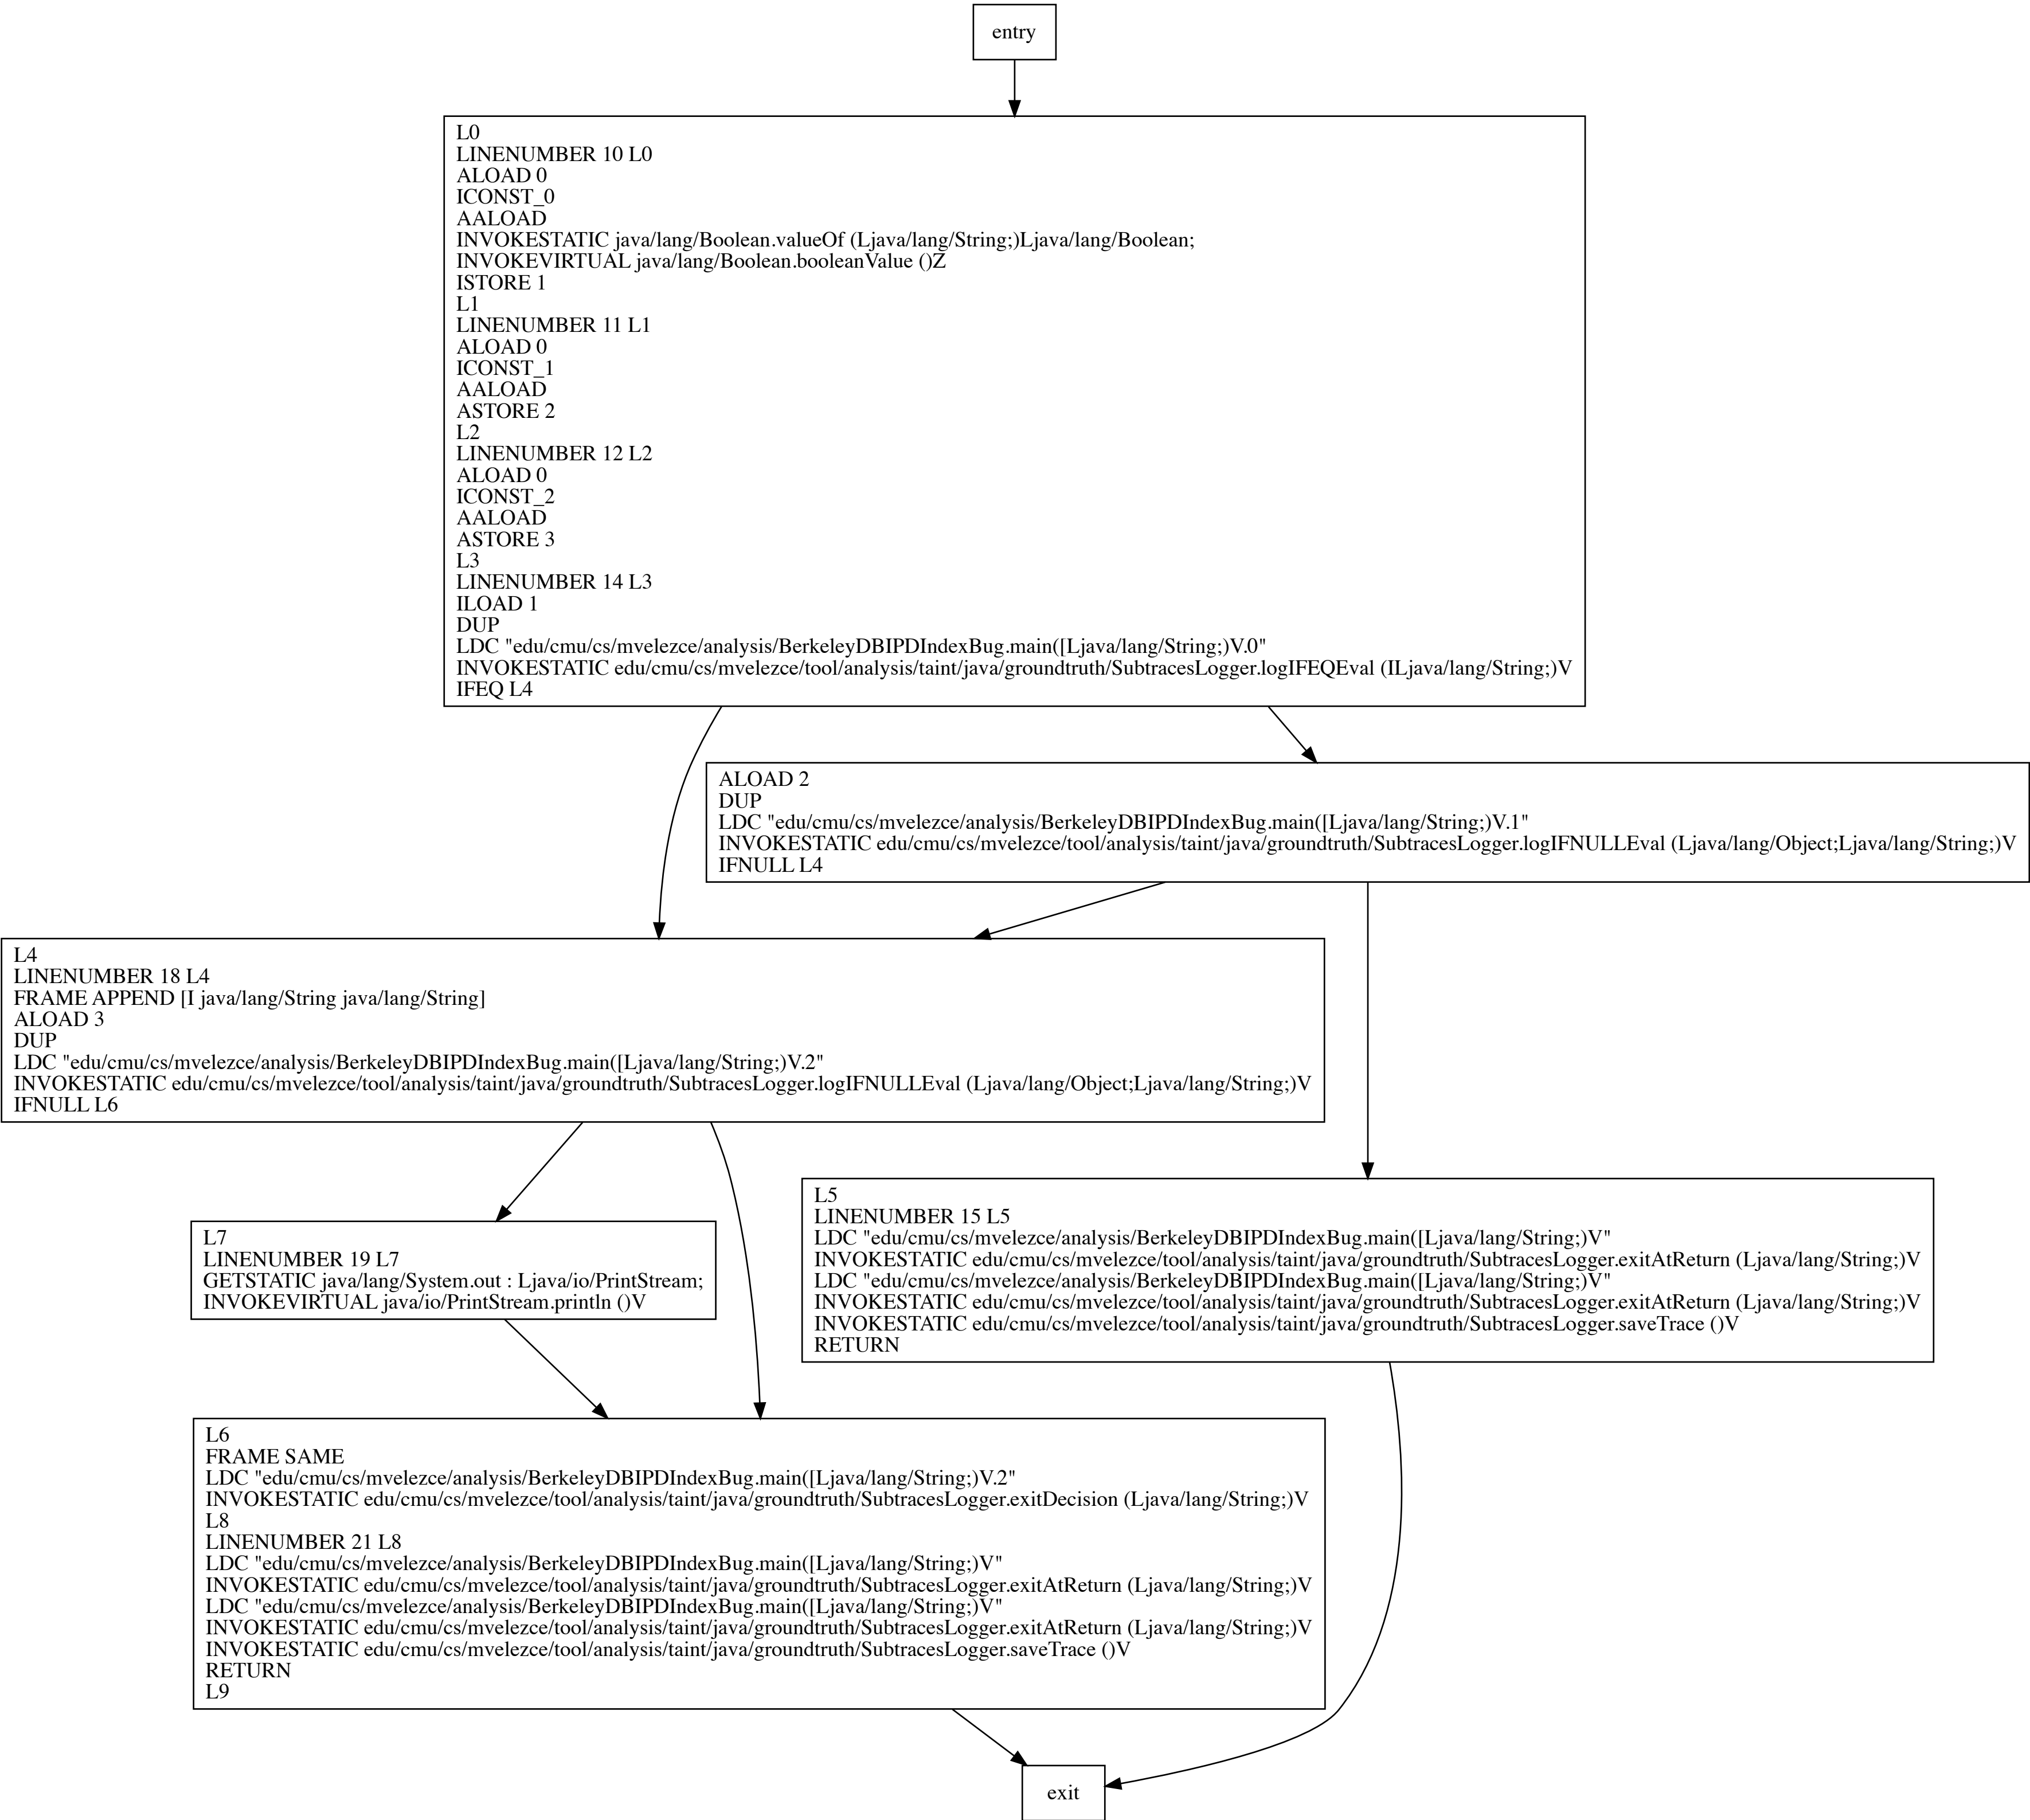 entry
L0
LINENUMBER 10 L0
ALOAD 0
ICONST_0
AALOAD
INVOKESTATIC java/lang/Boolean.valueOf (Ljava/lang/String;)Ljava/lang/Boolean;
INVOKEVIRTUAL java/lang/Boolean.booleanValue ()Z
ISTORE 1
L1
LINENUMBER 11 L1
ALOAD 0
ICONST_1
AALOAD
ASTORE 2
L2
LINENUMBER 12 L2
ALOAD 0
ICONST_2
AALOAD
ASTORE 3
L3
LINENUMBER 14 L3
ILOAD 1
DUP
LDC "edu/cmu/cs/mvelezce/analysis/BerkeleyDBIPDIndexBug.main([Ljava/lang/String;)V.0"
INVOKESTATIC edu/cmu/cs/mvelezce/tool/analysis/taint/java/groundtruth/SubtracesLogger.logIFEQEval (ILjava/lang/String;)V
IFEQ L4
ALOAD 2
DUP
LDC "edu/cmu/cs/mvelezce/analysis/BerkeleyDBIPDIndexBug.main([Ljava/lang/String;)V.1"
INVOKESTATIC edu/cmu/cs/mvelezce/tool/analysis/taint/java/groundtruth/SubtracesLogger.logIFNULLEval (Ljava/lang/Object;Ljava/lang/String;)V
IFNULL L4
L4
LINENUMBER 18 L4
FRAME APPEND [I java/lang/String java/lang/String]
ALOAD 3
DUP
LDC "edu/cmu/cs/mvelezce/analysis/BerkeleyDBIPDIndexBug.main([Ljava/lang/String;)V.2"
INVOKESTATIC edu/cmu/cs/mvelezce/tool/analysis/taint/java/groundtruth/SubtracesLogger.logIFNULLEval (Ljava/lang/Object;Ljava/lang/String;)V
IFNULL L6
L5
LINENUMBER 15 L5
LDC "edu/cmu/cs/mvelezce/analysis/BerkeleyDBIPDIndexBug.main([Ljava/lang/String;)V"
INVOKESTATIC edu/cmu/cs/mvelezce/tool/analysis/taint/java/groundtruth/SubtracesLogger.exitAtReturn (Ljava/lang/String;)V
LDC "edu/cmu/cs/mvelezce/analysis/BerkeleyDBIPDIndexBug.main([Ljava/lang/String;)V"
INVOKESTATIC edu/cmu/cs/mvelezce/tool/analysis/taint/java/groundtruth/SubtracesLogger.exitAtReturn (Ljava/lang/String;)V
INVOKESTATIC edu/cmu/cs/mvelezce/tool/analysis/taint/java/groundtruth/SubtracesLogger.saveTrace ()V
RETURN
L7
LINENUMBER 19 L7
GETSTATIC java/lang/System.out : Ljava/io/PrintStream;
INVOKEVIRTUAL java/io/PrintStream.println ()V
L6
FRAME SAME
LDC "edu/cmu/cs/mvelezce/analysis/BerkeleyDBIPDIndexBug.main([Ljava/lang/String;)V.2"
INVOKESTATIC edu/cmu/cs/mvelezce/tool/analysis/taint/java/groundtruth/SubtracesLogger.exitDecision (Ljava/lang/String;)V
L8
LINENUMBER 21 L8
LDC "edu/cmu/cs/mvelezce/analysis/BerkeleyDBIPDIndexBug.main([Ljava/lang/String;)V"
INVOKESTATIC edu/cmu/cs/mvelezce/tool/analysis/taint/java/groundtruth/SubtracesLogger.exitAtReturn (Ljava/lang/String;)V
LDC "edu/cmu/cs/mvelezce/analysis/BerkeleyDBIPDIndexBug.main([Ljava/lang/String;)V"
INVOKESTATIC edu/cmu/cs/mvelezce/tool/analysis/taint/java/groundtruth/SubtracesLogger.exitAtReturn (Ljava/lang/String;)V
INVOKESTATIC edu/cmu/cs/mvelezce/tool/analysis/taint/java/groundtruth/SubtracesLogger.saveTrace ()V
RETURN
L9
exit